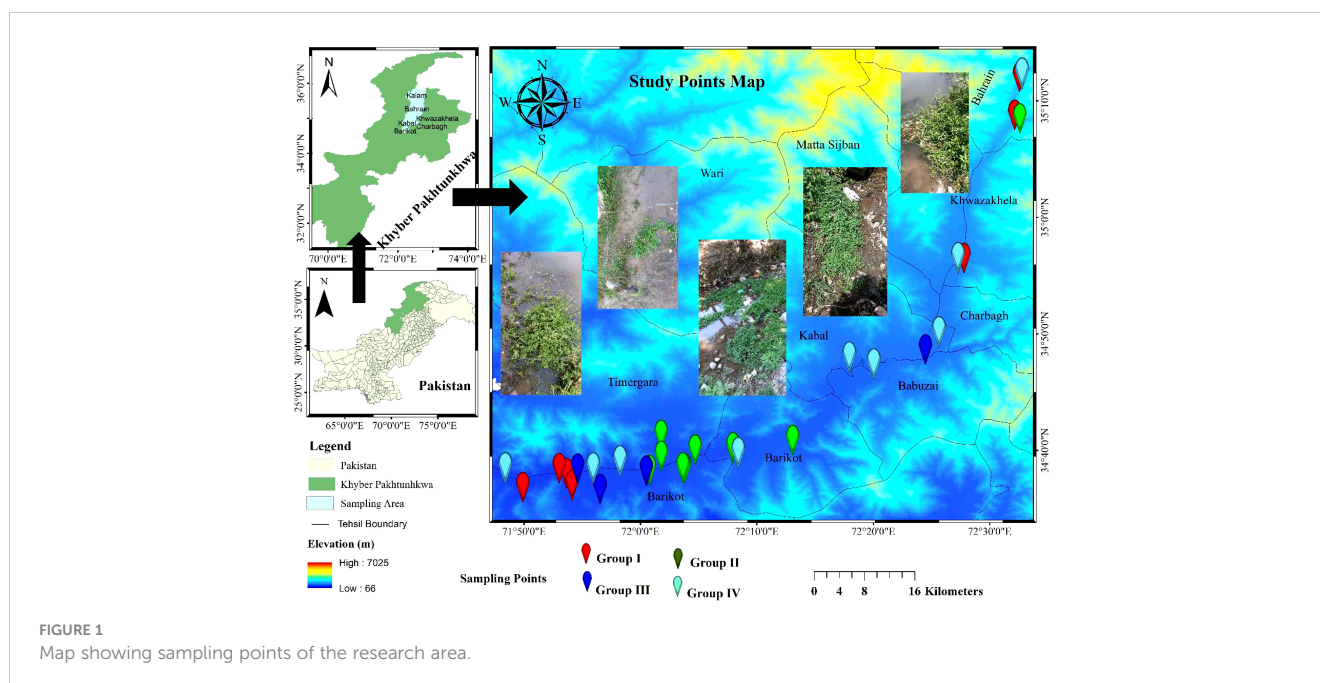 N
36°0'0"N
34°0'0"N
32°0'0"N
Kalam
Bahrain
Khwazakhela
Kabal
Charbagh
Barikot
Khyber Pakhtunkhwa
70°0'0"E
72°0'0"E
74°0'0"E
N
35°0'0"N
30°0'0"N
25°0'0"N
Pakistan
65°0'0"E
70°0'0"E
75°0'0"E
Legend
Pakistan
Khyber Pakhtunhkwa
Sampling Area
Tehsil Boundary
Elevation (m)
High : 7025
Low : 66
Study Points Map
N
W
E
S
Bahrain
Matta Sijban
Wari
Khwazakhela
Charbagh
Kabal
Babuzai
Timergara
Barikot
Barikot
35°10'0"N
35°0'0"N
34°50'0"N
34°40'0"N
71°50'0"E
72°0'0"E
72°10'0"E
72°20'0"E
72°30'0"E
Sampling Points
Group I
Group II
Group III
Group IV
0 4 8 16 Kilometers
FIGURE 1
Map showing sampling points of the research area.